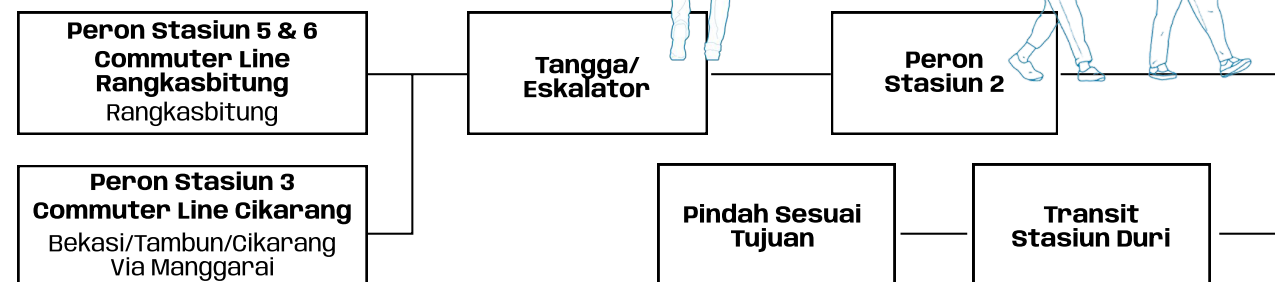 Peron Stasiun 5 & 6
Commuter Line
Rangkasbitung
Rangkasbitung
Tangga/
Eskalator
Peron
Stasiun 2
Peron Stasiun 3
Commuter Line Cikarang
Bekasi/Tambun/Cikarang
Via Manggarai
Pindah Sesuai
Tujuan
Transit
Stasiun Duri